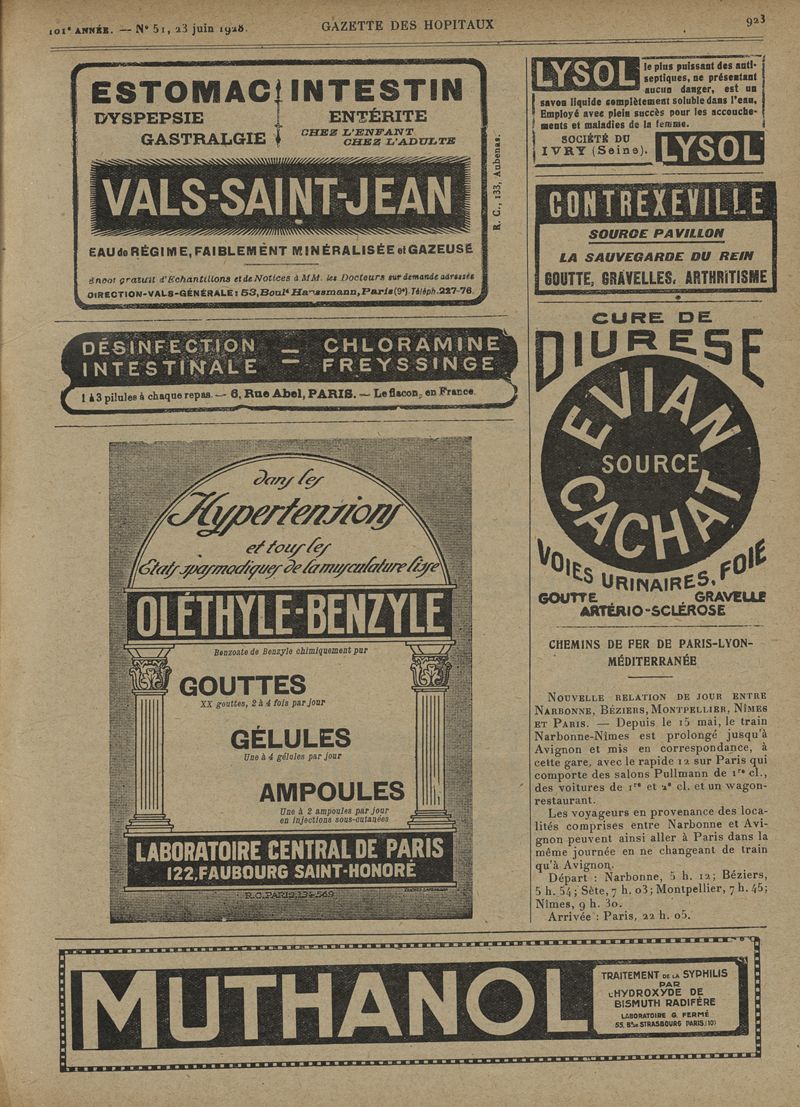 101e ANNÉE. — No 51, 23 juin 1928.
GAZETTE DES HOPITAUX
923
ESTOMAC INTESTIN
DYSPEPSIE
GASTRALGIE
ENTÉRITE
CHEZ L'ENFANT
CHEZ L'ADULTE
VALS-SAINT-JEAN
EAU de RÉGIME, FAIBLEMENT MINÉRALISÉE et GAZEUSE
Envoi gratuit d'Echantillons et de Notices à MM. les Docteurs sur demande adressée
DIRECTION-VALS-GÉNÉRALE: 53, Boult Haussmann, Paris (9e). Téléph. 227-76.
R. C., 133, Aubenas.
DÉSINFECTION
INTESTINALE
=
CHLORAMINE
FREYSSINGE
1 à 3 pilules à chaque repas. — 6, Rue Abel, PARIS. — Le flacon, en France.
dans les
Hypertensions
et tous les
États spasmodiques de la musculature lisse
OLÉTHYLE-BENZYLE
Benzoate de Benzyle chimiquement pur
GOUTTES
XX gouttes, 2 à 4 fois par jour
GÉLULES
Une à 4 gélules par jour
AMPOULES
Une à 2 ampoules par jour
en injections sous-cutanées
LABORATOIRE CENTRAL DE PARIS
122, FAUBOURG SAINT-HONORÉ
R.C. PARIS
LYSOL
le plus puissant des anti-
septiques, ne présentant
aucun danger, est un
savon liquide complètement soluble dans l'eau.
Employé avec plein succès pour les accouche-
ments et maladies de la femme.
SOCIÉTÉ DU
IVRY (Seine).
LYSOL
CONTREXEVILLE
SOURCE PAVILLON
LA SAUVEGARDE DU REIN
GOUTTE, GRAVELLES, ARTHRITISME
CURE DE
DIURESE
EVIAN
SOURCE
CACHAT
VOIES URINAIRES, FOIE
GOUTTE GRAVELLE
ARTÉRIO-SCLÉROSE
CHEMINS DE FER DE PARIS-LYON-
MÉDITERRANÉE
NOUVELLE RELATION DE JOUR ENTRE
NARBONNE, BÉZIERS, MONTPELLIER, NÎMES
ET PARIS. — Depuis le 15 mai, le train
Narbonne-Nîmes est prolongé jusqu'à
Avignon et mis en correspondance, à
cette gare, avec le rapide 12 sur Paris qui
comporte des salons Pullmann de 1re cl.,
des voitures de 1re et 2e cl. et un wagon-
restaurant.
Les voyageurs en provenance des loca-
lités comprises entre Narbonne et Avi-
gnon peuvent ainsi aller à Paris dans la
même journée en ne changeant de train
qu'à Avignon.
Départ : Narbonne, 5 h. 12; Béziers,
5 h. 54; Sète, 7 h. 03; Montpellier, 7 h. 45;
Nîmes, 9 h. 30.
Arrivée : Paris, 22 h. 05.
MUTHANOL
TRAITEMENT DE LA SYPHILIS
PAR
L'HYDROXYDE DE
BISMUTH RADIFÈRE
LABORATOIRE G. FERMÉ
55, Bd de STRASBOURG PARIS (10)